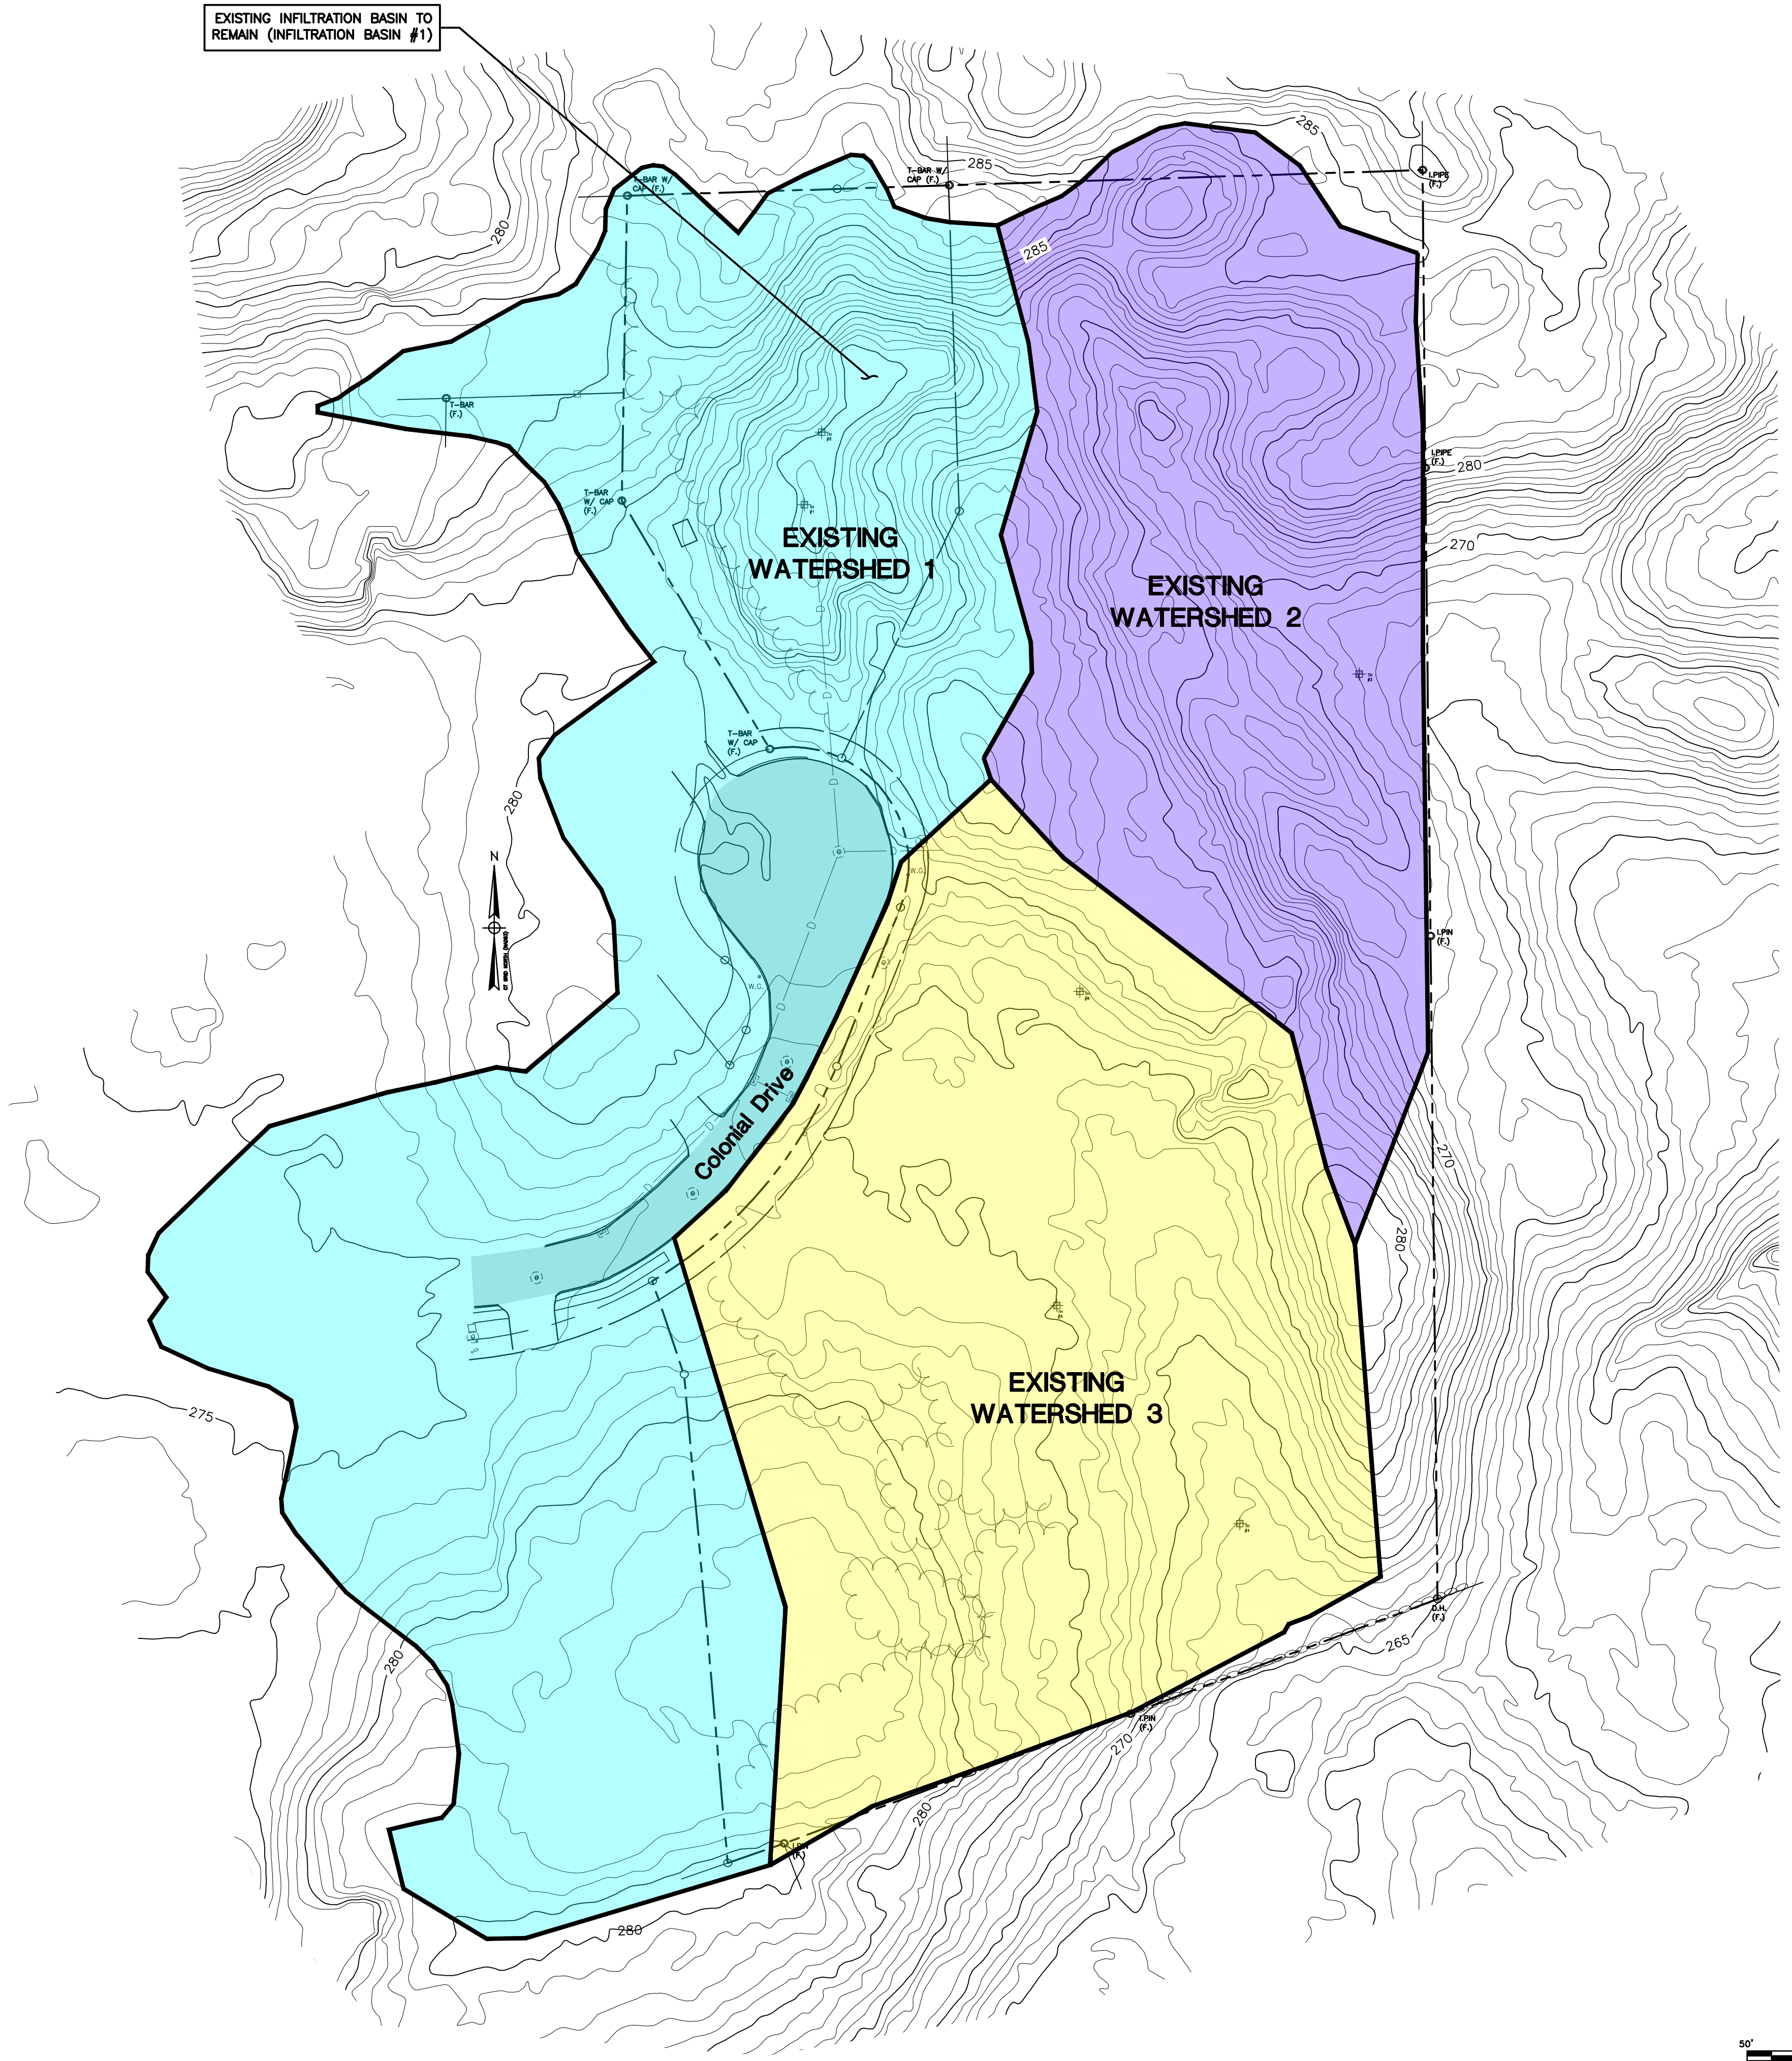 EXISTING INFILTRATION BASIN TO
REMAIN (INFILTRATION BASIN #1)
285
T-BAR W/
CAP (F.)
T-BAR W/
CAP (F.)
285
I.PIPE
(F.)
280
285
T-BAR
(F.)
I.PIPE
(F.)
280
T-BAR
W/ CAP
(F.)
EXISTING
WATERSHED 1
270
EXISTING
WATERSHED 2
D
D
T-BAR
W/ CAP
(F.)
D
280
N
D
W.G.
D
I.PIN
(F.)
W.G.
D
Colonial Drive
D
270
D
280
EXISTING
WATERSHED 3
275
D.H.
(F.)
265
280
I.PIN
(F.)
270
280
I.PIN
(F.)
280
50'